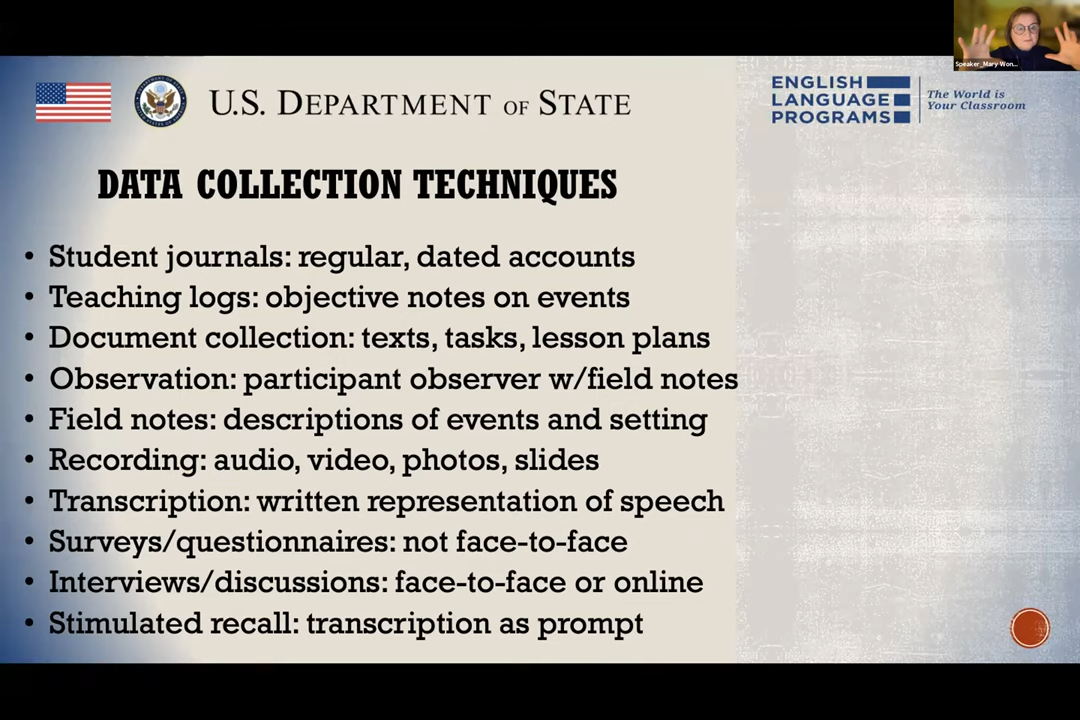 Speaker_Mary Won...
U.S. DEPARTMENT OF STATE
ENGLISH
LANGUAGE
PROGRAMS
The World is
Your Classroom
DATA COLLECTION TECHNIQUES
• Student journals: regular, dated accounts
• Teaching logs: objective notes on events
• Document collection: texts, tasks, lesson plans
• Observation: participant observer w/field notes
• Field notes: descriptions of events and setting
• Recording: audio, video, photos, slides
• Transcription: written representation of speech
• Surveys/questionnaires: not face-to-face
• Interviews/discussions: face-to-face or online
• Stimulated recall: transcription as prompt